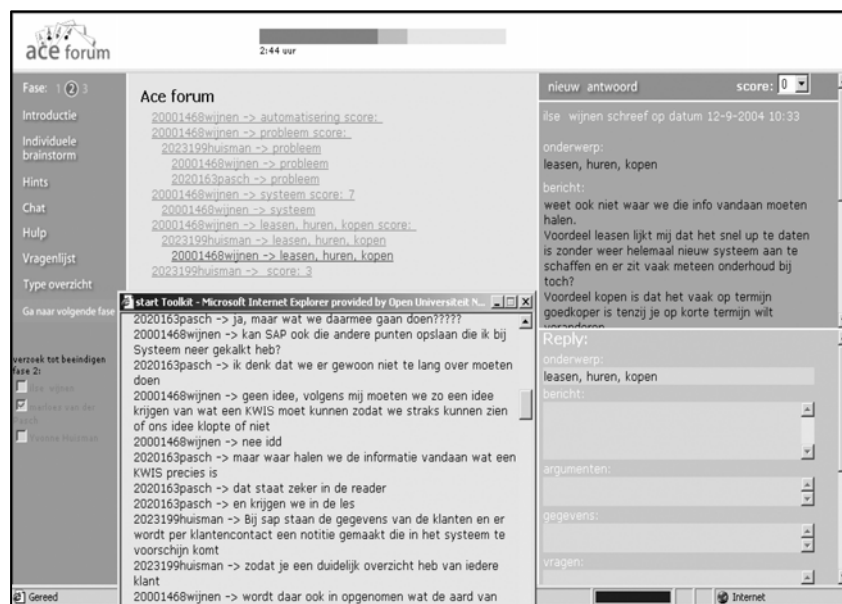 ace forum
2:44 uur
Fase: 1 2 3
Introductie
Individuele
brainstorm
Hints
Chat
Hulp
Vragenlijst
Type overzicht
Ga naar volgende fase
verzoek tot beeindigen
fase 2:
ilse wijnen
marloes van der
Pasch
Yvonne Huisman
Ace forum
20001468wijnen -> automatisering score:
20001468wijnen -> probleem score:
2023199huisman -> probleem
20001468wijnen -> probleem
2020163pasch -> probleem
20001468wijnen -> systeem score: 7
20001468wijnen -> systeem
20001468wijnen -> leasen, huren, kopen score:
2023199huisman -> leasen, huren, kopen
20001468wijnen -> leasen, huren, kopen
2023199huisman -> score: 3
start Toolkit - Microsoft Internet Explorer provided by Open Universiteit N...
2020163pasch -> ja, maar wat we daarmee gaan doen?????
20001468wijnen -> kan SAP ook die andere punten opslaan die ik bij
Systeem neer gekalkt heb?
2020163pasch -> ik denk dat we er gewoon niet te lang over moeten
doen
20001468wijnen -> geen idee, volgens mij moeten we zo een idee
krijgen van wat een KWIS moet kunnen zodat we straks kunnen zien
of ons idee klopte of niet
20001468wijnen -> nee idd
2020163pasch -> maar waar halen we de informatie vandaan wat een
KWIS precies is
2020163pasch -> dat staat zeker in de reader
2020163pasch -> en krijgen we in de les
2023199huisman -> Bij sap staan de gegevens van de klanten en er
wordt per klantencontact een notitie gemaakt die in het systeem te
voorschijn komt
2023199huisman -> zodat je een duidelijk overzicht heb van iedere
klant
20001468wijnen -> wordt daar ook in opgenomen wat de aard van
nieuw antwoord score: 0
ilse wijnen schreef op datum 12-9-2004 10:33
onderwerp:
leasen, huren, kopen
bericht:
weet ook niet waar we die info vandaan moeten
halen.
Voordeel leasen lijkt mij dat het snel up te daten
is zonder weer helemaal nieuw systeem aan te
schaffen en er zit vaak meteen onderhoud bij
toch?
Voordeel kopen is dat het vaak op termijn
goedkoper is tenzij je op korte termijn wilt
veranderen
Reply:
onderwerp:
leasen, huren, kopen
bericht:
argumenten:
gegevens:
vragen:
Gereed
Internet